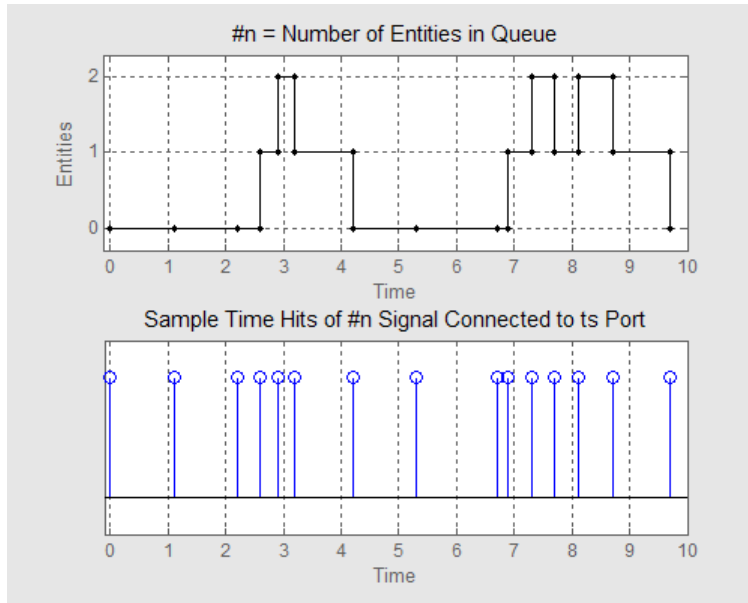 #n = Number of Entities in Queue
2
1
0
Entities
0 1 2 3 4 5 6 7 8 9 10
Time
Sample Time Hits of #n Signal Connected to ts Port
0 1 2 3 4 5 6 7 8 9 10
Time